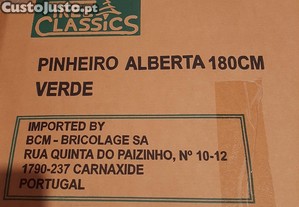 CustoJusto.pt
CLASSICS
PINHEIRO ALBERTA 180CM
VERDE
IMPORTED BY
BCM - BRICOLAGE SA
RUA QUINTA DO PAIZINHO, Nº 10-12
1790-237 CARNAXIDE
PORTUGAL